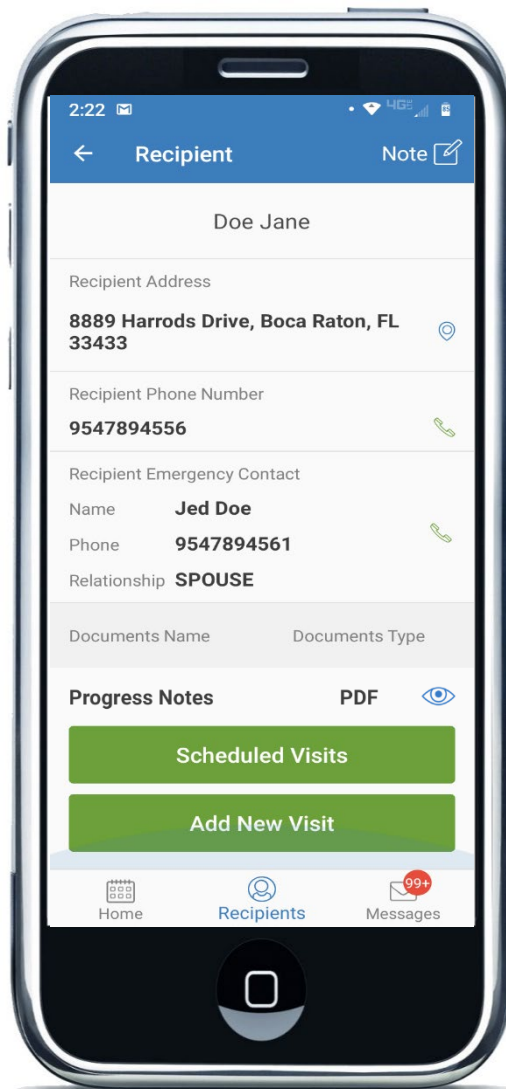 2:22 4G
Recipient Note
Doe Jane
Recipient Address
8889 Harrods Drive, Boca Raton, FL
33433
Recipient Phone Number
9547894556
Recipient Emergency Contact
Name Jed Doe
Phone 9547894561
Relationship SPOUSE
Documents Name Documents Type
Progress Notes PDF
Scheduled Visits
Add New Visit
99+
Home Recipients Messages